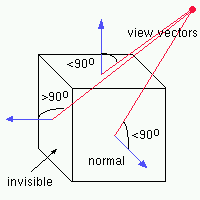 view vectors
<90°
>90°
<90°
normal
invisible